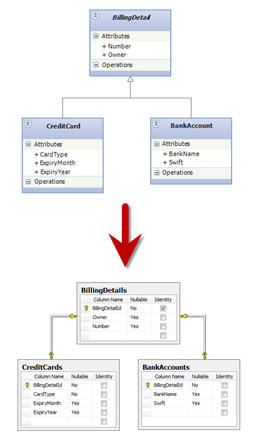 BillingDetail
Attributes
+ Number
+ Owner
Operations
CreditCard
Attributes
+ CardType
+ ExpiryMonth
+ ExpiryYear
Operations
BankAccount
Attributes
+ BankName
+ Swift
Operations
BillingDetails
Column Name Nullable Identity
BillingDetailId No
Owner Yes
Number Yes
CreditCards
Column Name Nullable Identity
BillingDetailId No
CardType No
ExpiryMonth Yes
ExpiryYear Yes
BankAccounts
Column Name Nullable Identity
BillingDetailId No
BankName Yes
Swift Yes